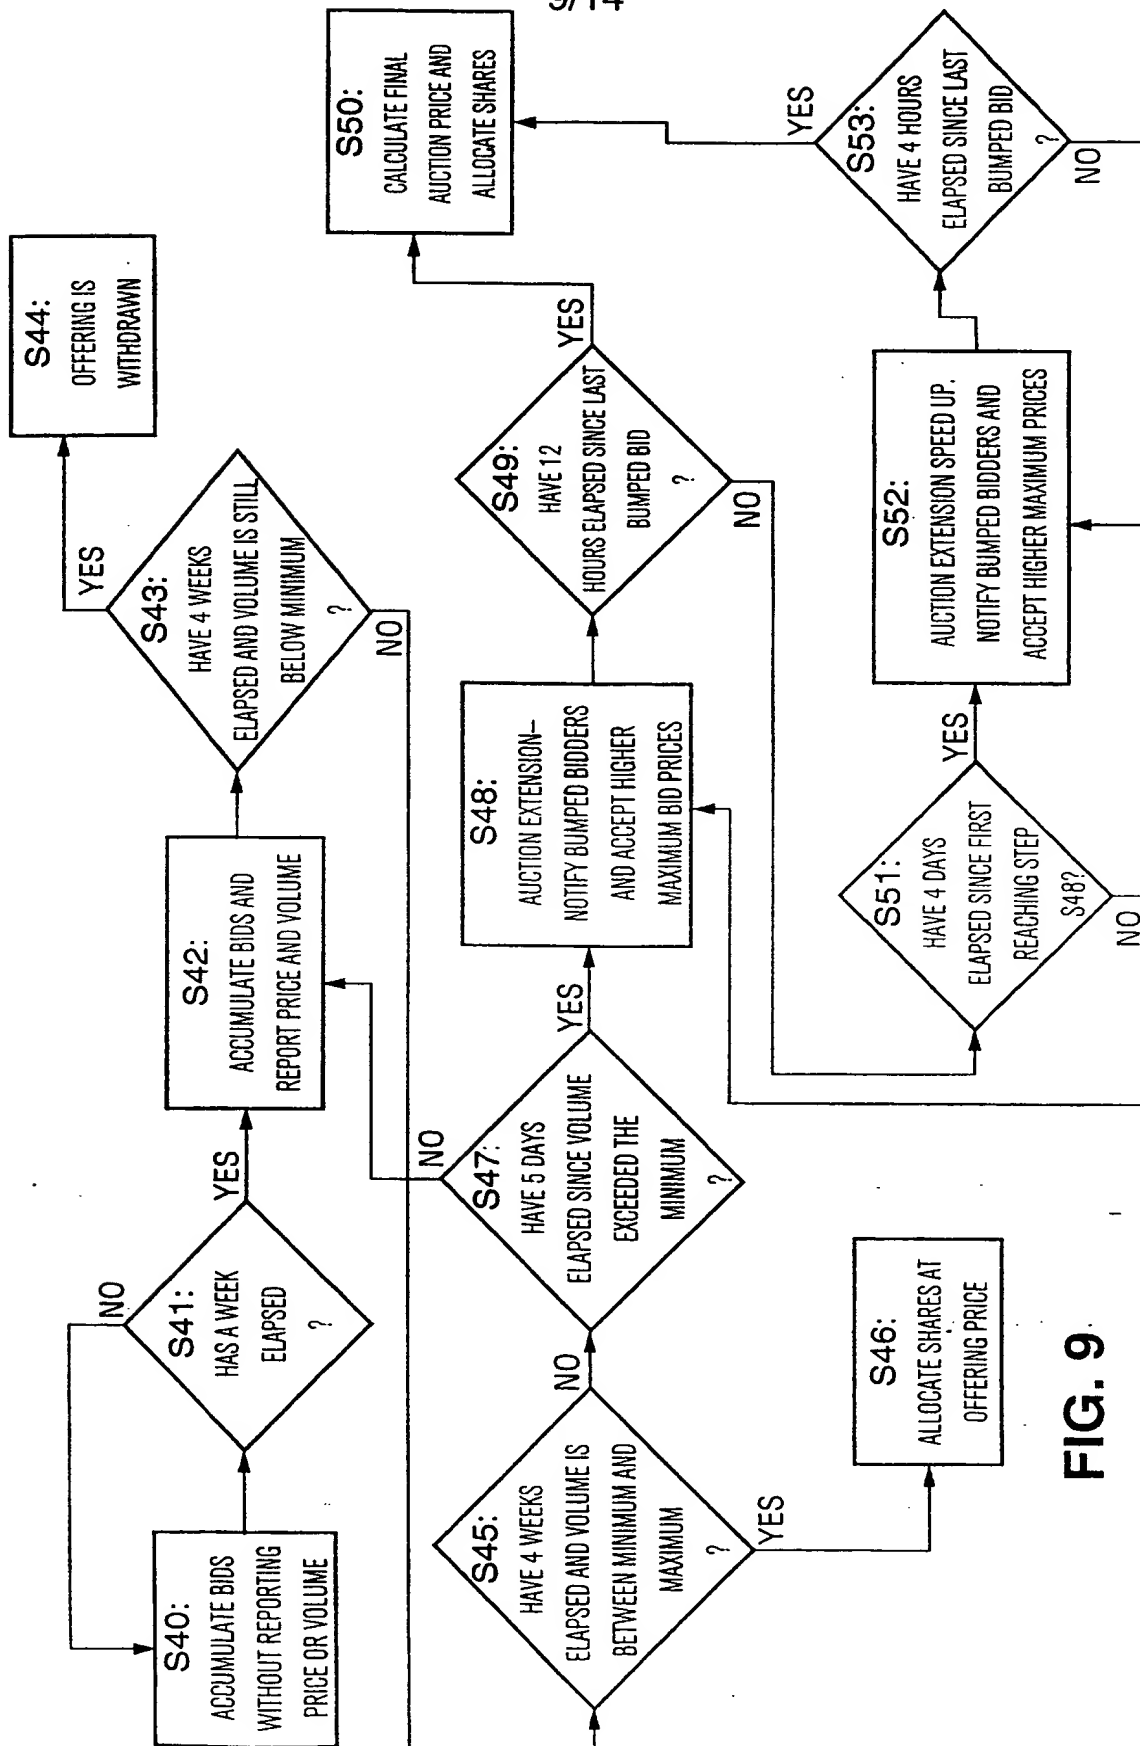 9/14
S40:
ACCUMULATE BIDS
WITHOUT REPORTING
PRICE OR VOLUME
S41:
HAS A WEEK
ELAPSED
?
NO
YES
S42:
ACCUMULATE BIDS AND
REPORT PRICE AND VOLUME
S43:
HAVE 4 WEEKS
ELAPSED AND VOLUME IS STILL
BELOW MINIMUM
?
YES
NO
S44:
OFFERING IS
WITHDRAWN
S45:
HAVE 4 WEEKS
ELAPSED AND VOLUME IS
BETWEEN MINIMUM AND
MAXIMUM
?
NO
YES
S46:
ALLOCATE SHARES AT
OFFERING PRICE
S47:
HAVE 5 DAYS
ELAPSED SINCE VOLUME
EXCEEDED THE
MINIMUM
?
NO
YES
S48:
AUCTION EXTENSION–
NOTIFY BUMPED BIDDERS
AND ACCEPT HIGHER
MAXIMUM BID PRICES
S49:
HAVE 12
HOURS ELAPSED SINCE LAST
BUMPED BID
?
YES
NO
S50:
CALCULATE FINAL
AUCTION PRICE AND
ALLOCATE SHARES
S51:
HAVE 4 DAYS
ELAPSED SINCE FIRST
REACHING STEP
S48?
YES
NO
S52:
AUCTION EXTENSION SPEED UP.
NOTIFY BUMPED BIDDERS AND
ACCEPT HIGHER MAXIMUM PRICES
S53:
HAVE 4 HOURS
ELAPSED SINCE LAST
BUMPED BID
?
YES
NO
FIG. 9